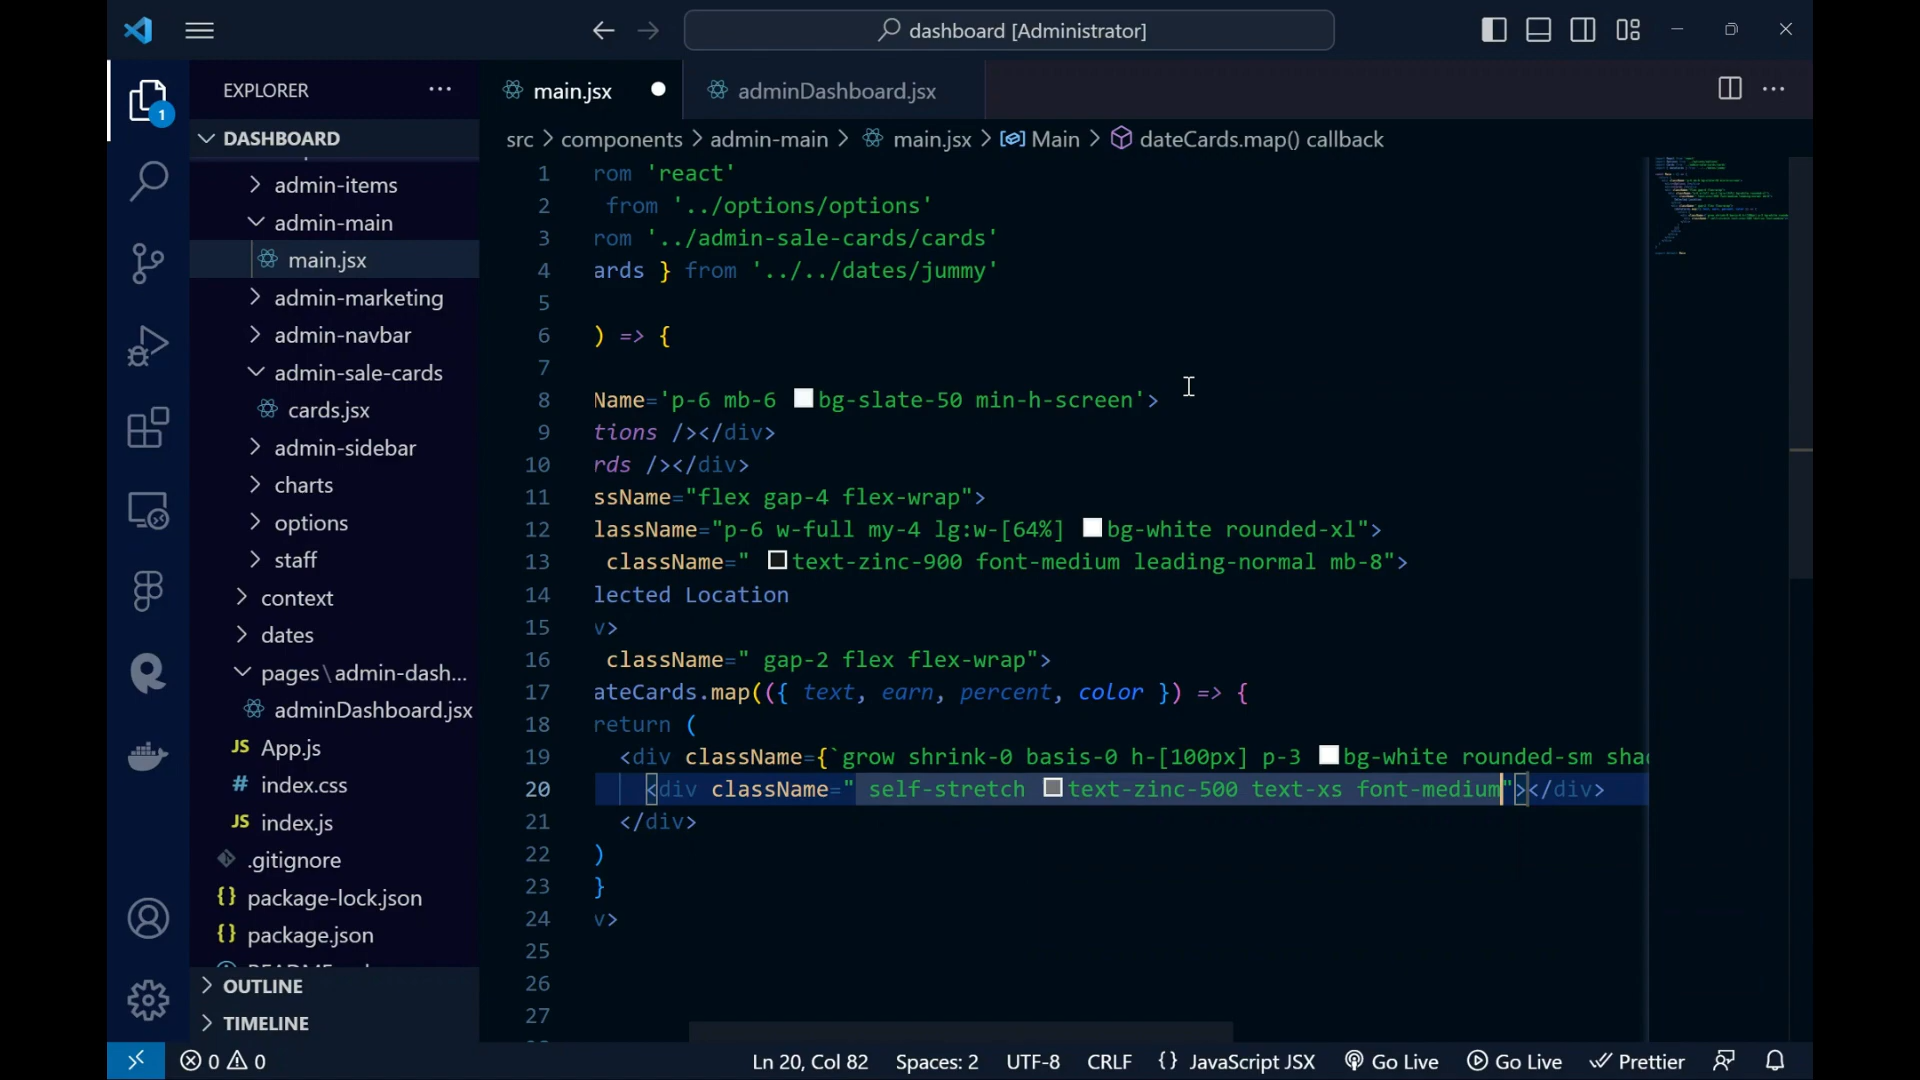 dashboard [Administrator]
EXPLORER
main.jsx
adminDashboard.jsx
1
DASHBOARD
src > components > admin-main > main.jsx > Main > dateCards.map() callback
admin-items
admin-main
main.jsx
admin-marketing
admin-navbar
admin-sale-cards
cards.jsx
admin-sidebar
charts
options
staff
context
dates
pages\admin-dash...
adminDashboard.jsx
JS App.js
# index.css
JS index.js
.gitignore
{} package-lock.json
{} package.json
OUTLINE
TIMELINE
1 rom 'react'
2 from '../options/options'
3 rom '../admin-sale-cards/cards'
4 ards } from '../../dates/jummy'
5
6 ) => {
7
8 Name='p-6 mb-6 bg-slate-50 min-h-screen'>
9 tions /></div>
10 rds /></div>
11 ssName="flex gap-4 flex-wrap">
12 lassName="p-6 w-full my-4 lg:w-[64%] bg-white rounded-xl">
13 className=" text-zinc-900 font-medium leading-normal mb-8">
14 lected Location
15 v>
16 className=" gap-2 flex flex-wrap">
17 ateCards.map(({ text, earn, percent, color }) => {
18 return (
19 <div className={`grow shrink-0 basis-0 h-[100px] p-3 bg-white rounded-sm shad
20 <div className=" self-stretch text-zinc-500 text-xs font-medium"></div>
21 </div>
22 )
23 }
24 v>
25
26
27
0 0
Ln 20, Col 82
Spaces: 2
UTF-8
CRLF
{} JavaScript JSX
Go Live
Go Live
Prettier